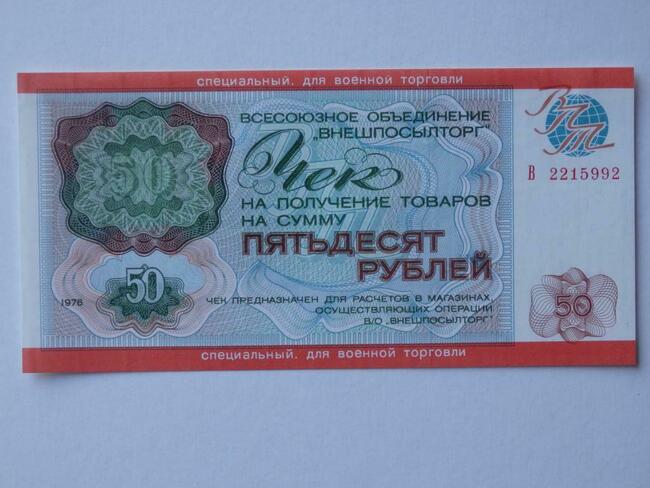 СПЕЦИАЛЬНЫЙ. ДЛЯ ВОЕННОЙ ТОРГОВЛИ
ВСЕСОЮЗНОЕ ОБЪЕДИНЕНИЕ
„ВНЕШПОСЫЛТОРГ"
Чек
НА ПОЛУЧЕНИЕ ТОВАРОВ
НА СУММУ
ПЯТЬДЕСЯТ
РУБЛЕЙ
ЧЕК ПРЕДНАЗНАЧЕН ДЛЯ РАСЧЕТОВ В МАГАЗИНАХ,
ОСУЩЕСТВЛЯЮЩИХ ОПЕРАЦИИ
В/О „ВНЕШПОСЫЛТОРГ"
50
50
1976
ВПТ
В 2215992
50
СПЕЦИАЛЬНЫЙ. ДЛЯ ВОЕННОЙ ТОРГОВЛИ